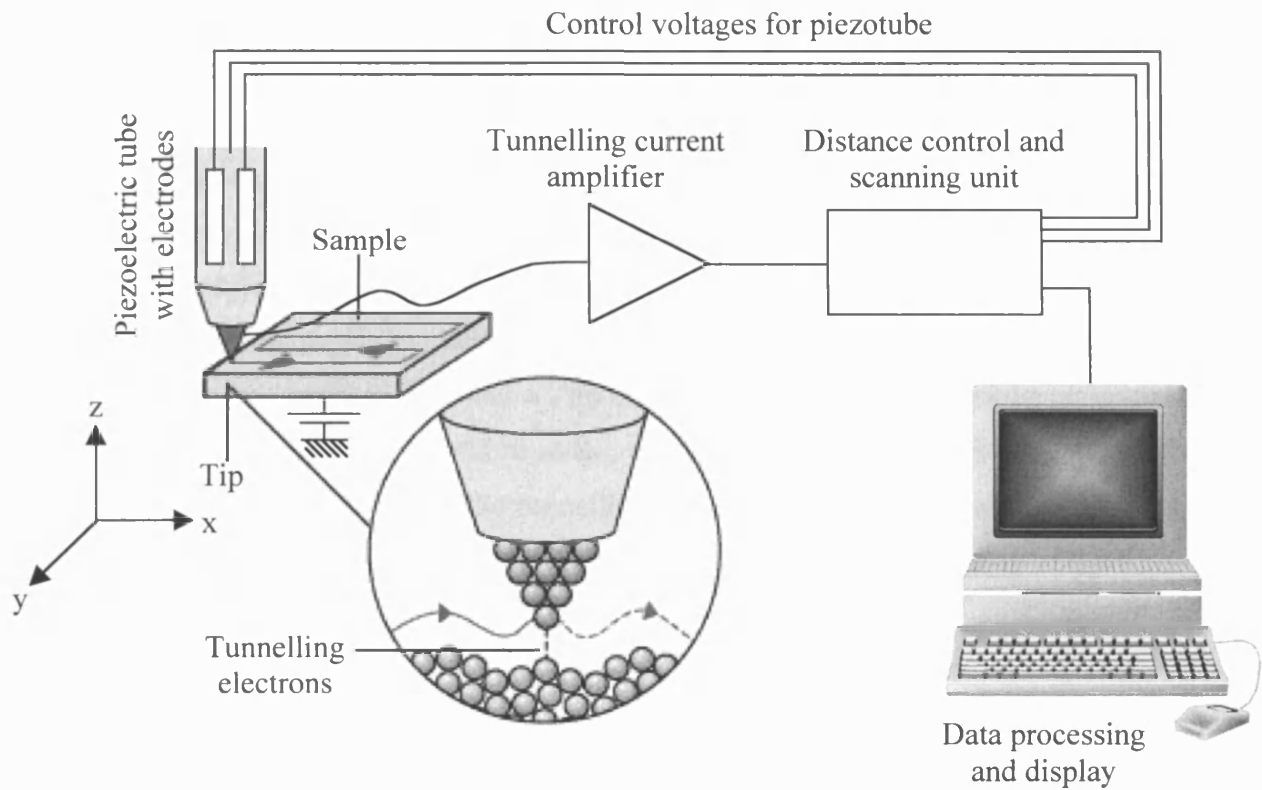 Control voltages for piezotube
Piezoelectric tube
with electrodes
Tunnelling current
amplifier
Distance control and
scanning unit
Sample
z
x
y
Tip
Tunnelling
electrons
Data processing
and display